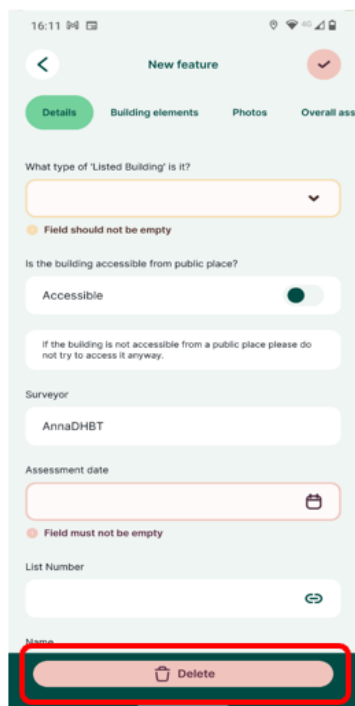 16:11
4G
New feature
Details Building elements Photos Overall ass
What type of 'Listed Building' is it?
Field should not be empty
Is the building accessible from public place?
Accessible
If the building is not accessible from a public place please do
not try to access it anyway.
Surveyor
AnnaDHBT
Assessment date
Field must not be empty
List Number
Name
Delete